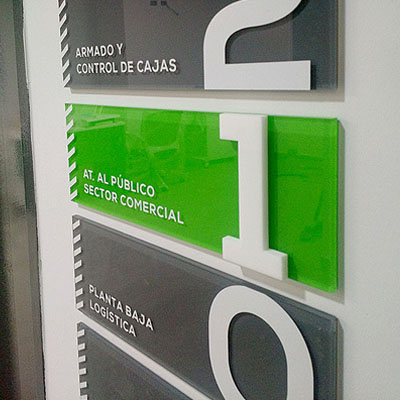 ARMADO Y
CONTROL DE CAJAS
2
AT. AL PÚBLICO
SECTOR COMERCIAL
1
PLANTA BAJA
LOGÍSTICA
0